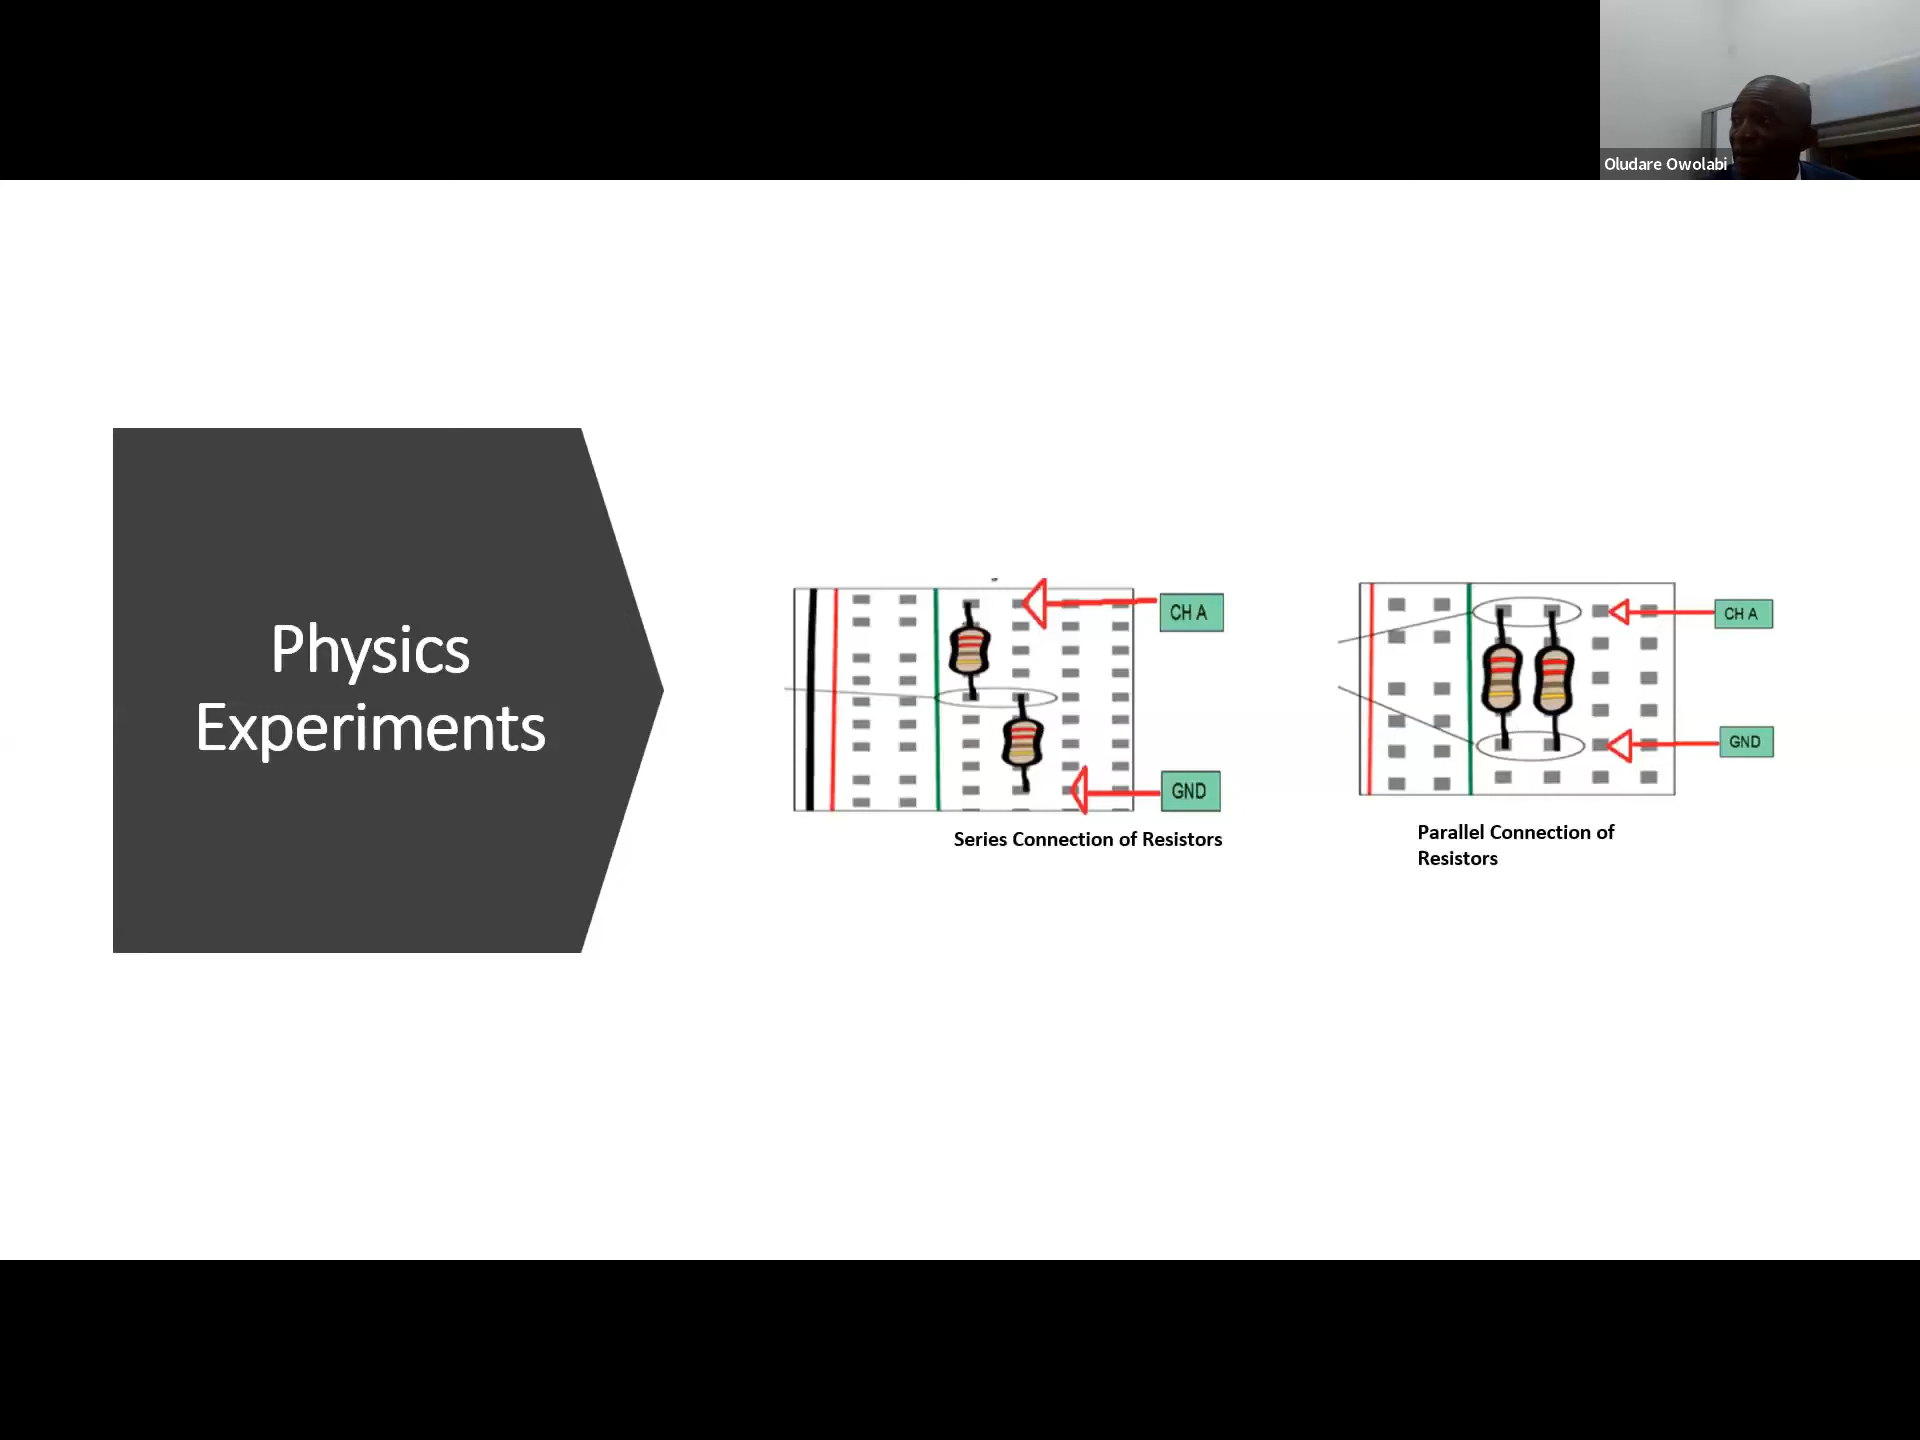 Oludare Owolabi
Physics
Experiments
CH A
GND
Series Connection of Resistors
CH A
GND
Parallel Connection of
Resistors